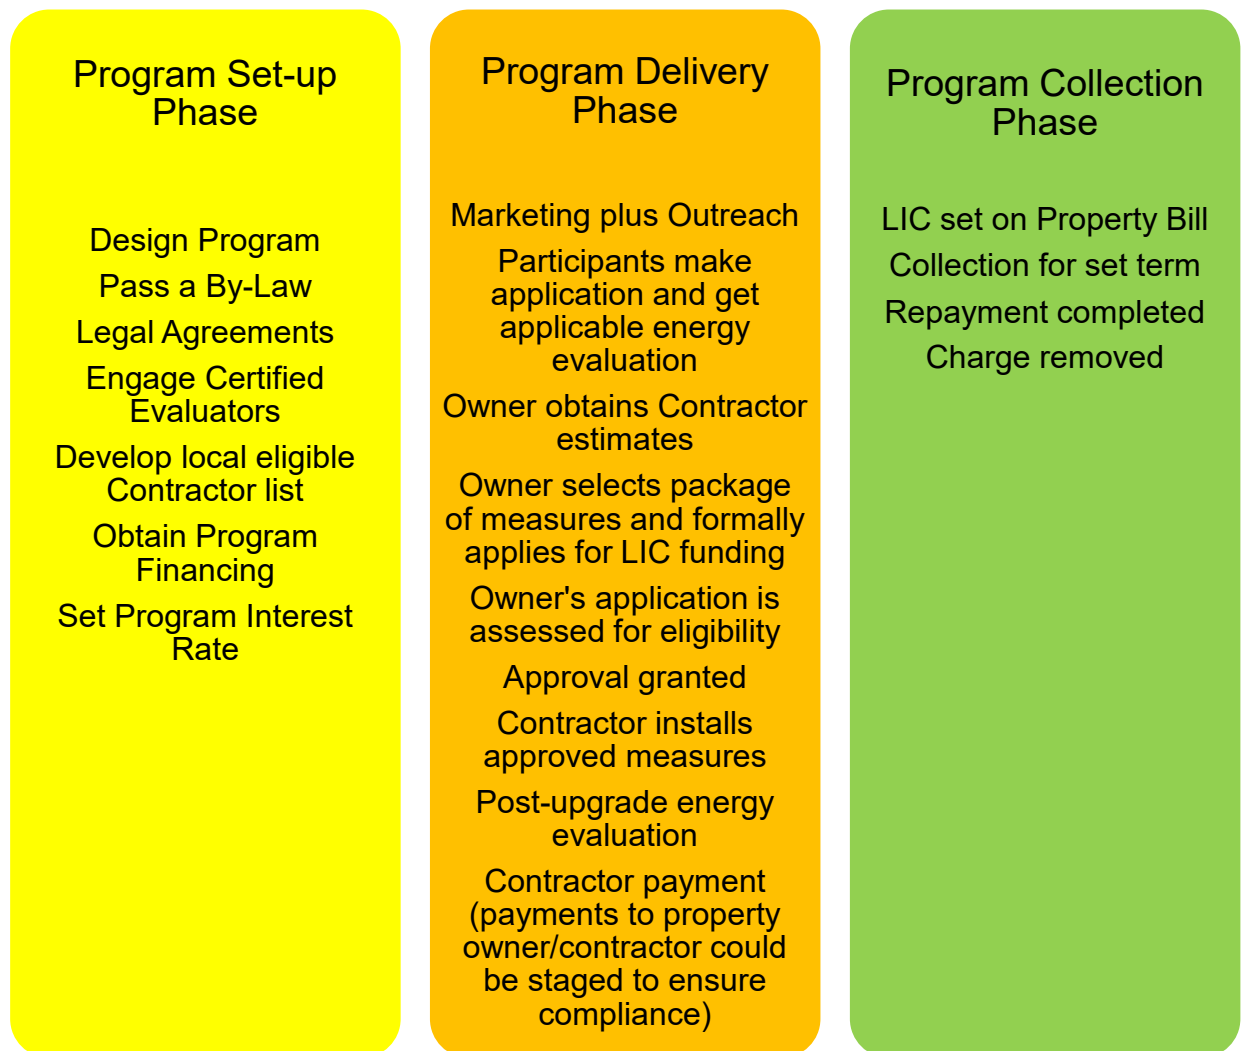 Program Set-up
Phase
Design Program
Pass a By-Law
Legal Agreements
Engage Certified
Evaluators
Develop local eligible
Contractor list
Obtain Program
Financing
Set Program Interest
Rate
Program Delivery
Phase
Marketing plus Outreach
Participants make
application and get
applicable energy
evaluation
Owner obtains Contractor
estimates
Owner selects package
of measures and formally
applies for LIC funding
Owner's application is
assessed for eligibility
Approval granted
Contractor installs
approved measures
Post-upgrade energy
evaluation
Contractor payment
(payments to property
owner/contractor could
be staged to ensure
compliance)
Program Collection
Phase
LIC set on Property Bill
Collection for set term
Repayment completed
Charge removed